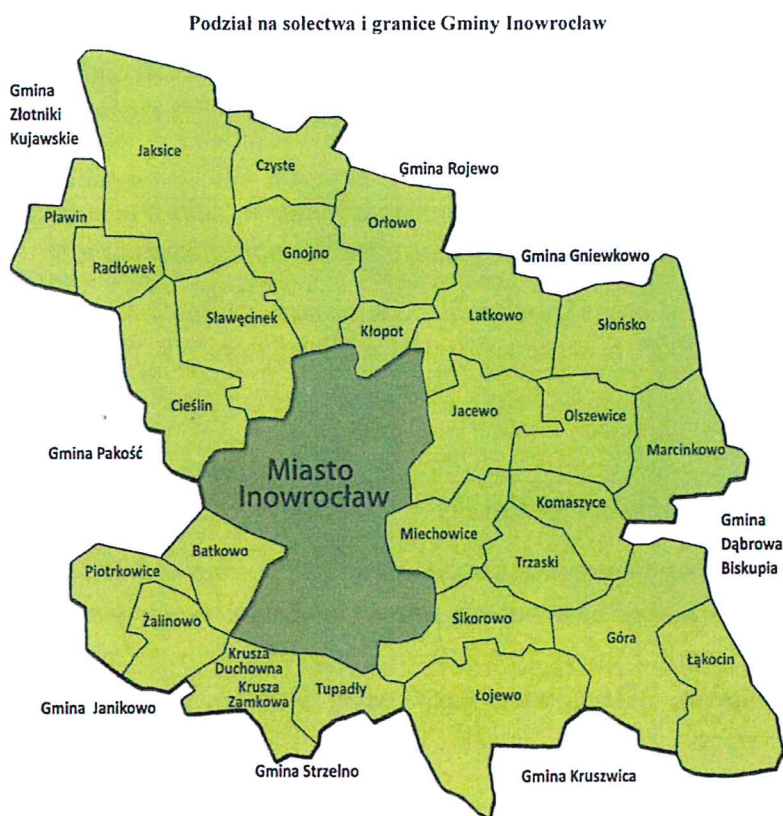 Podział na sołectwa i granice Gminy Inowrocław
Gmina
Złotniki
Kujawskie
Jaksice
Czyste
Gmina Rojewo
Pławin
Orłowo
Radłówek
Gnojno
Gmina Gniewkowo
Sławęcinek
Kłopot
Latkowo
Słońsko
Cieślin
Jacewo
Olszewice
Marcinkowo
Gmina Pakość
Miasto
Inowrocław
Komaszyce
Miechowice
Trzaski
Gmina
Dąbrowa
Biskupia
Batkowo
Piotrkowice
Żalinowo
Sikorowo
Góra
Łąkocin
Krusza
Duchowna
Krusza
Zamkowa
Tupadły
Łojewo
Gmina Janikowo
Gmina Strzelno
Gmina Kruszwica